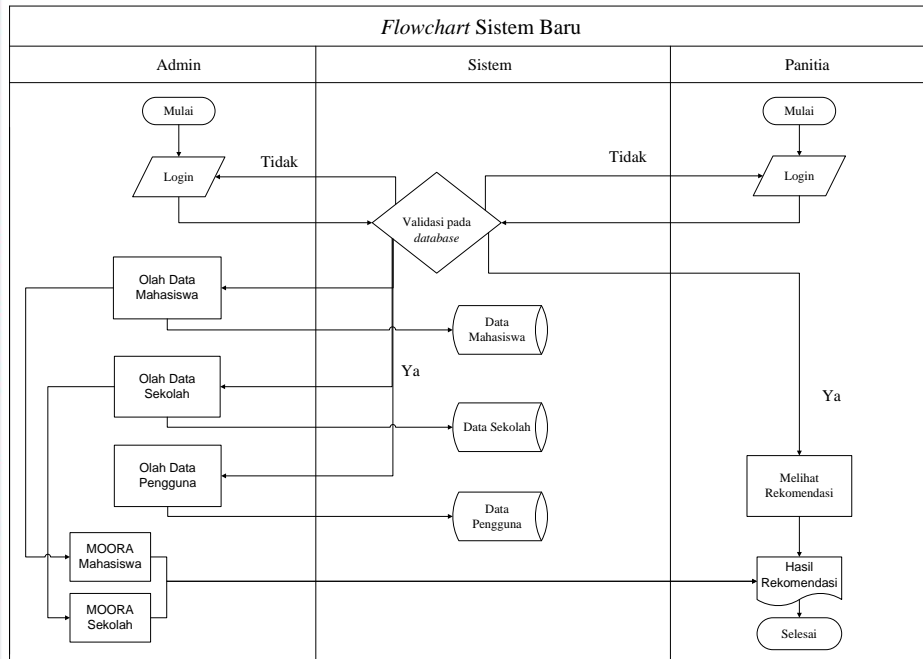 Flowchart Sistem Baru
Admin
Sistem
Panitia
Mulai
Mulai
Tidak
Tidak
Login
Login
Validasi pada
database
Olah Data
Mahasiswa
Data
Mahasiswa
Olah Data
Sekolah
Ya
Ya
Data Sekolah
Olah Data
Pengguna
Melihat
Rekomendasi
Data
Pengguna
MOORA
Mahasiswa
Hasil
Rekomendasi
MOORA
Sekolah
Selesai